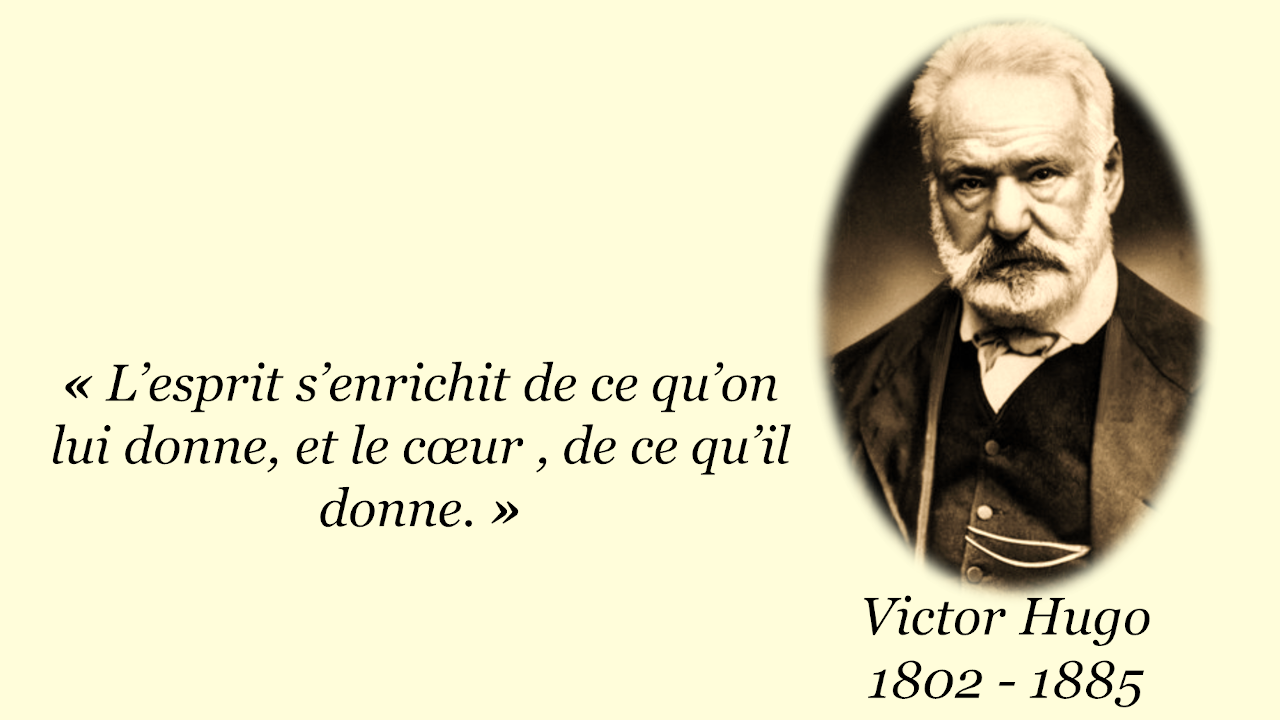 « L’esprit s’enrichit de ce qu’on
lui donne, et le cœur , de ce qu’il
donne. »
Victor Hugo
1802 - 1885